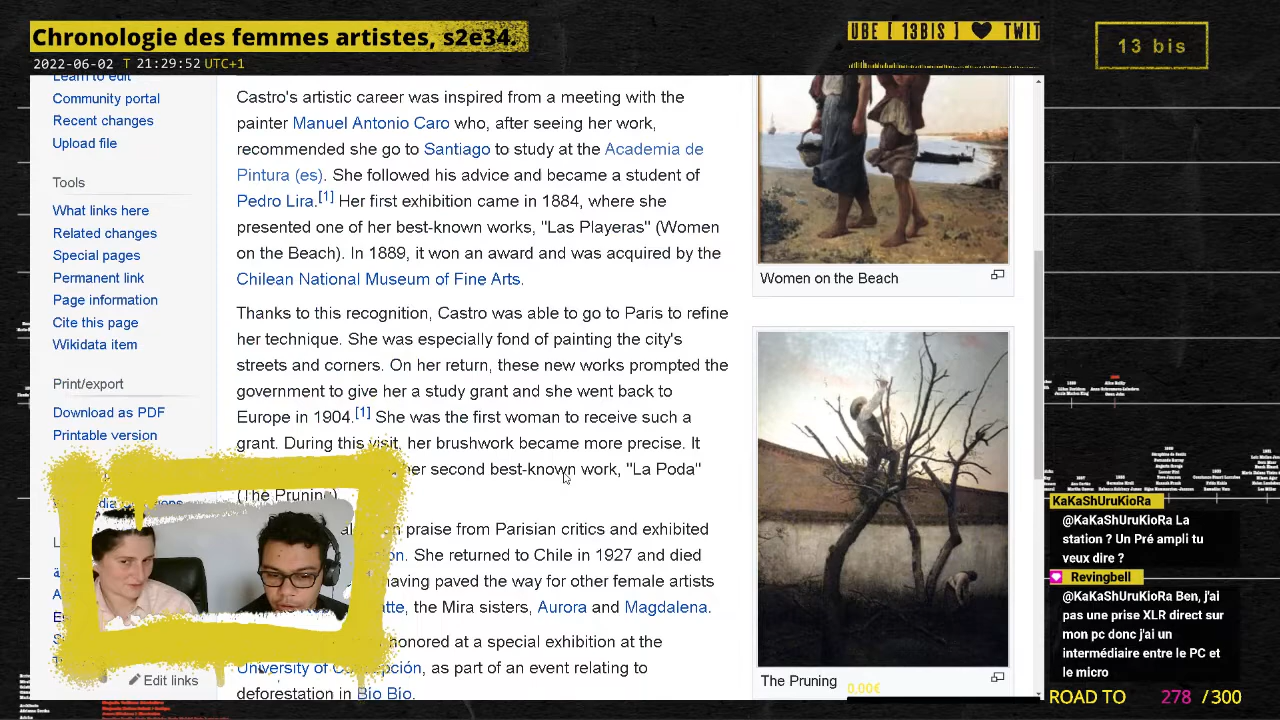 Chronologie des femmes artistes, s2e34.
UBE [ 13BIS ] ♥ TWIT
13 bis
2022-06-02 T 21:29:52 UTC+1
Learn to edit
Community portal
Recent changes
Upload file
Tools
What links here
Related changes
Special pages
Permanent link
Page information
Cite this page
Wikidata item
Print/export
Download as PDF
Printable version
Edit links
Castro's artistic career was inspired from a meeting with the
painter Manuel Antonio Caro who, after seeing her work,
recommended she go to Santiago to study at the Academia de
Pintura (es). She followed his advice and became a student of
Pedro Lira.[1] Her first exhibition came in 1884, where she
presented one of her best-known works, "Las Playeras" (Women
on the Beach). In 1889, it won an award and was acquired by the
Chilean National Museum of Fine Arts.
Thanks to this recognition, Castro was able to go to Paris to refine
her technique. She was especially fond of painting the city's
streets and corners. On her return, these new works prompted the
government to give her a study grant and she went back to
Europe in 1904.[1] She was the first woman to receive such a
grant. During this visit, her brushwork became more precise. It
her second best-known work, "La Poda"
(The Pruning
praise from Parisian critics and exhibited
She returned to Chile in 1927 and died
having paved the way for other female artists
the Mira sisters, Aurora and Magdalena.
honored at a special exhibition at the
University of Concepción, as part of an event relating to
deforestation in Bío Bío.
Women on the Beach
The Pruning
0,00€
KaKaShUruKioRa
@KaKaShUruKioRa La
station ? Un Pré ampli tu
veux dire ?
Revingbell
@KaKaShUruKioRa Ben, j'ai
pas une prise XLR direct sur
mon pc donc j'ai un
intermédiaire entre le PC et
le micro
ROAD TO 278 / 300